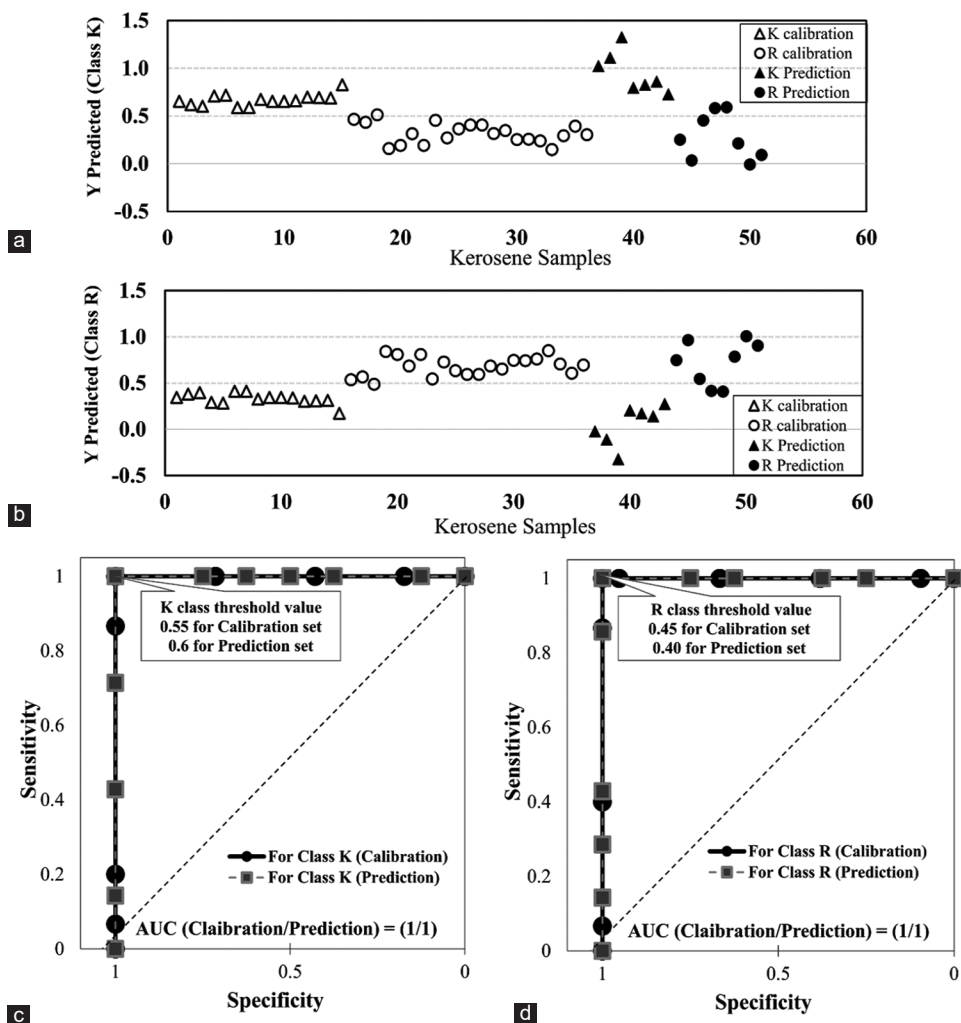 Y Predicted (Class K)
1.5
1.0
0.5
0.0
-0.5
0
10
20
30
40
50
60
Kerosene Samples
K calibration
R calibration
K Prediction
R Prediction
a
Y Predicted (Class R)
1.5
1.0
0.5
0.0
-0.5
0
10
20
30
40
50
60
Kerosene Samples
K calibration
R calibration
K Prediction
R Prediction
b
Sensitivity
1
0.8
0.6
0.4
0.2
0
K class threshold value
0.55 for Calibration set
0.6 for Prediction set
For Class K (Calibration)
For Class K (Prediction)
AUC (Claibration/Prediction) = (1/1)
1
0.5
0
Specificity
c
Sensitivity
1
0.8
0.6
0.4
0.2
0
R class threshold value
0.45 for Calibration set
0.40 for Prediction set
For Class R (Calibration)
For Class R (Prediction)
AUC (Claibration/Prediction) = (1/1)
1
0.5
0
Specificity
d